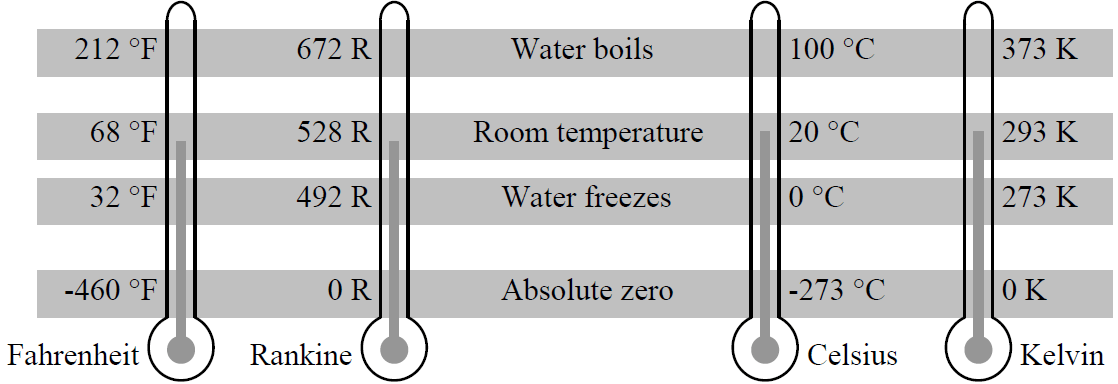 212 °F 672 R Water boils 100 °C 373 K
68 °F 528 R Room temperature 20 °C 293 K
32 °F 492 R Water freezes 0 °C 273 K
-460 °F 0 R Absolute zero -273 °C 0 K
Fahrenheit Rankine Celsius Kelvin